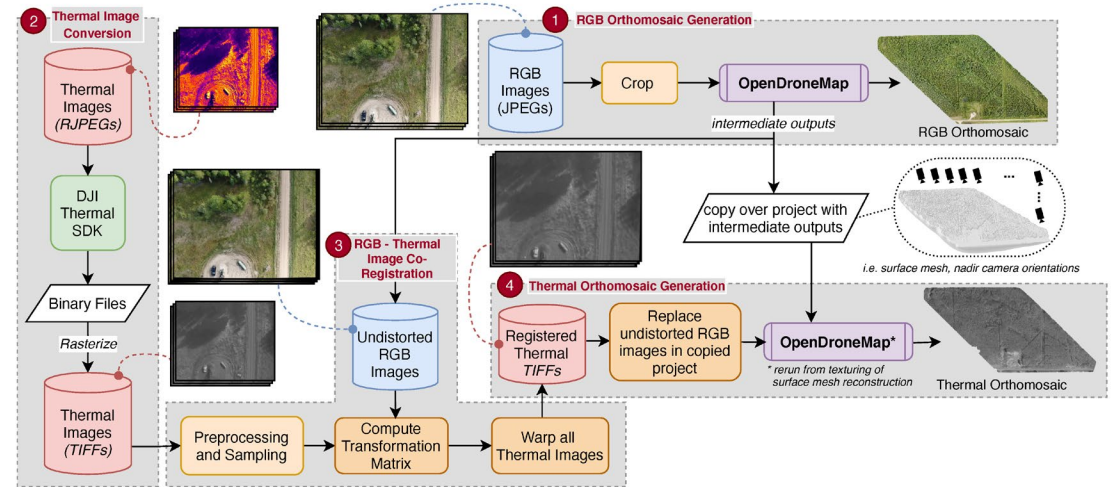 2
Thermal Image
Conversion
Thermal
Images
(RJPEGs)
DJI
Thermal
SDK
Binary Files
Rasterize
Thermal
Images
(TIFFs)
1
RGB Orthomosaic Generation
RGB
Images
(JPEGs)
Crop
OpenDroneMap
intermediate outputs
RGB Orthomosaic
copy over project with
intermediate outputs
...
i.e. surface mesh, nadir camera orientations
3
RGB - Thermal
Image Co-
Registration
Undistorted
RGB
Images
Preprocessing
and Sampling
Compute
Transformation
Matrix
Warp all
Thermal Images
4
Thermal Orthomosaic Generation
Registered
Thermal
TIFFs
Replace
undistorted RGB
images in copied
project
OpenDroneMap*
* rerun from texturing of
surface mesh reconstruction
Thermal Orthomosaic